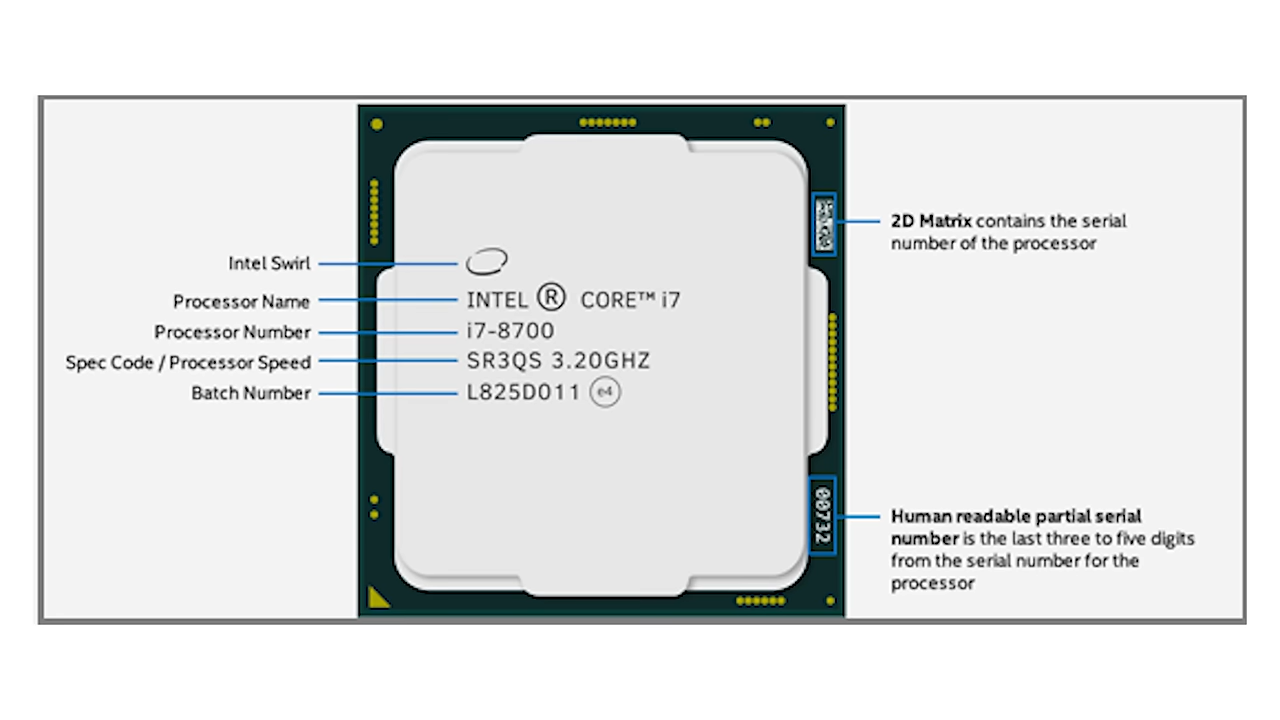 Intel Swirl
Processor Name
Processor Number
Spec Code / Processor Speed
Batch Number
INTEL ® CORE™ i7
i7-8700
SR3QS 3.20GHZ
L825D011 e4
2D Matrix contains the serial
number of the processor
00732
Human readable partial serial
number is the last three to five digits
from the serial number for the
processor